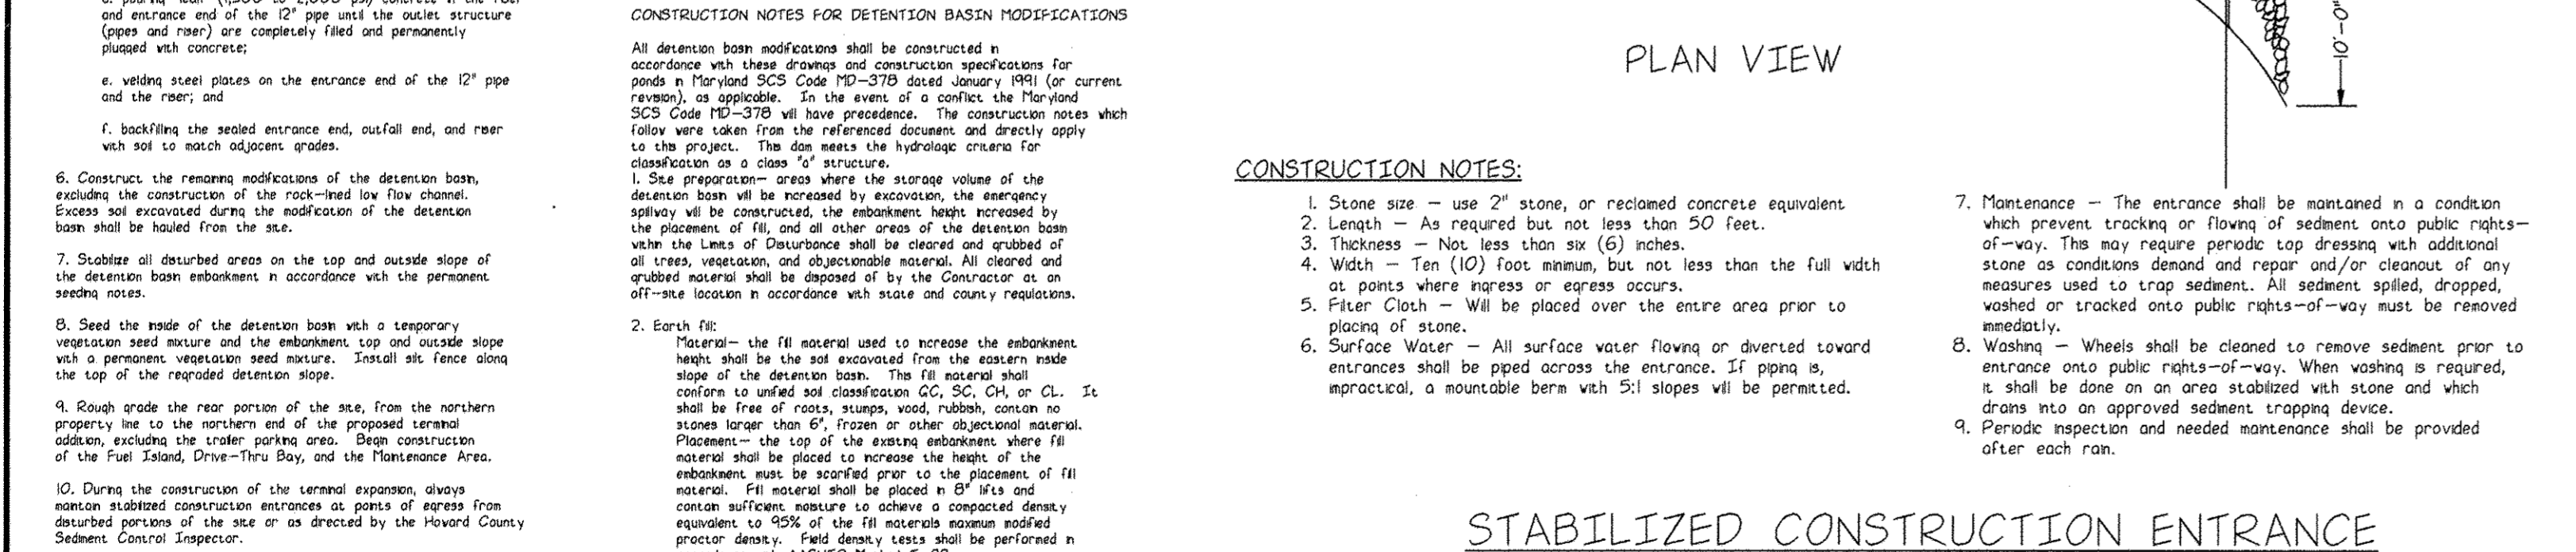 and entrance end of the 12" pipe until the outlet structure
(pipes and riser) are completely filled and permanently
plugged with concrete;
e. welding steel plates on the entrance end of the 12" pipe
and the riser; and
f. backfilling the sealed entrance end, outfall end, and riser
with soil to match adjacent grades.
6. Construct the remaining modifications of the detention basin,
excluding the construction of the rock-lined low flow channel.
Excess soil excavated during the modification of the detention
basin shall be hauled from the site.
7. Stabilize all disturbed areas on the top and outside slope of
the detention basin embankment in accordance with the permanent
seeding notes.
8. Seed the inside of the detention basin with a temporary
vegetation seed mixture and the embankment top and outside slope
with a permanent vegetation seed mixture. Install silt fence along
the top of the regraded detention slope.
9. Rough grade the rear portion of the site, from the northern
property line to the northern end of the proposed terminal
addition, excluding the trailer parking area. Begin construction
of the Fuel Island, Drive-Thru Bay, and the Maintenance Area.
10. During the construction of the terminal expansion, always
maintain stabilized construction entrances at points of egress from
disturbed portions of the site or as directed by the Howard County
Sediment Control Inspector.
CONSTRUCTION NOTES FOR DETENTION BASIN MODIFICATIONS
All detention basin modifications shall be constructed in
accordance with these drawings and construction specifications for
ponds in Maryland SCS Code MD-378 dated January 1991 (or current
revision), as applicable. In the event of a conflict the Maryland
SCS Code MD-378 will have precedence. The construction notes which
follow were taken from the referenced document and directly apply
to this project. This dam meets the hydrologic criteria for
classification as a class "a" structure.
1. Site preparation- areas where the storage volume of the
detention basin will be increased by excavation, the emergency
spillway will be constructed, the embankment height increased by
the placement of fill, and all other areas of the detention basin
within the Limits of Disturbance shall be cleared and grubbed of
all trees, vegetation, and objectionable material. All cleared and
grubbed material shall be disposed of by the Contractor at an
off-site location in accordance with state and county regulations.
2. Earth fill:
Material- the fill material used to increase the embankment
height shall be the soil excavated from the eastern inside
slope of the detention basin. This fill material shall
conform to unified soil classification GC, SC, CH, or CL. It
shall be free of roots, stumps, wood, rubbish, contain no
stones larger than 6", frozen or other objectional material.
Placement- the top of the existing embankment where fill
material shall be placed to increase the height of the
embankment must be scarified prior to the placement of fill
material. Fill material shall be placed in 8" lifts and
contain sufficient moisture to achieve a compacted density
equivalent to 95% of the fill materials maximum modified
proctor density. Field density tests shall be performed in
PLAN VIEW
CONSTRUCTION NOTES:
1. Stone size - use 2" stone, or reclaimed concrete equivalent
2. Length - As required but not less than 50 feet.
3. Thickness - Not less than six (6) inches.
4. Width - Ten (10) foot minimum, but not less than the full width
at points where ingress or egress occurs.
5. Filter Cloth - Will be placed over the entire area prior to
placing of stone.
6. Surface Water - All surface water flowing or diverted toward
entrances shall be piped across the entrance. If piping is,
impractical, a mountable berm with 5:1 slopes will be permitted.
7. Maintenance - The entrance shall be maintained in a condition
which prevent tracking or flowing of sediment onto public rights-
of-way. This may require periodic top dressing with additional
stone as conditions demand and repair and/or cleanout of any
measures used to trap sediment. All sediment spilled, dropped,
washed or tracked onto public rights-of-way must be removed
immediatly.
8. Washing - Wheels shall be cleaned to remove sediment prior to
entrance onto public rights-of-way. When washing is required,
it shall be done on an area stabilized with stone and which
drains into an approved sediment trapping device.
9. Periodic inspection and needed maintenance shall be provided
after each rain.
STABILIZED CONSTRUCTION ENTRANCE